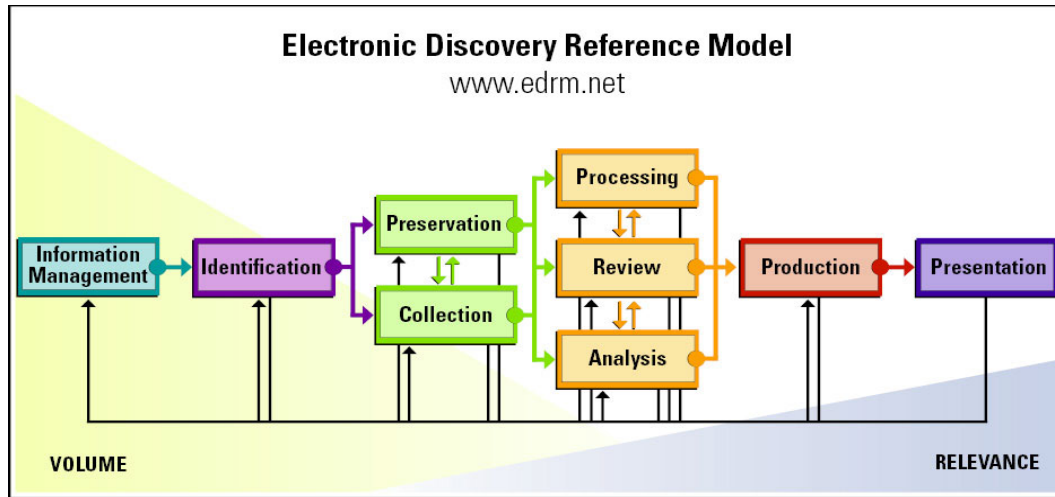 Electronic Discovery Reference Model
www.edrm.net
Information
Management
Identification
Preservation
Collection
Processing
Review
Analysis
Production
Presentation
VOLUME
RELEVANCE